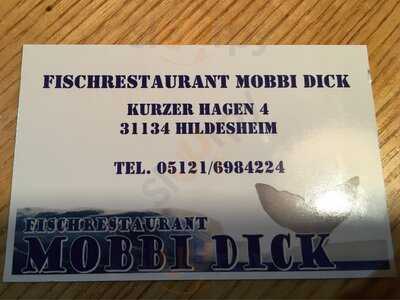 FISCHRESTAURANT MOBBI DICK
KURZER HAGEN 4
31134 HILDESHEIM
TEL. 05121/6984224
FISCHRESTAURANT
MOBBI DICK